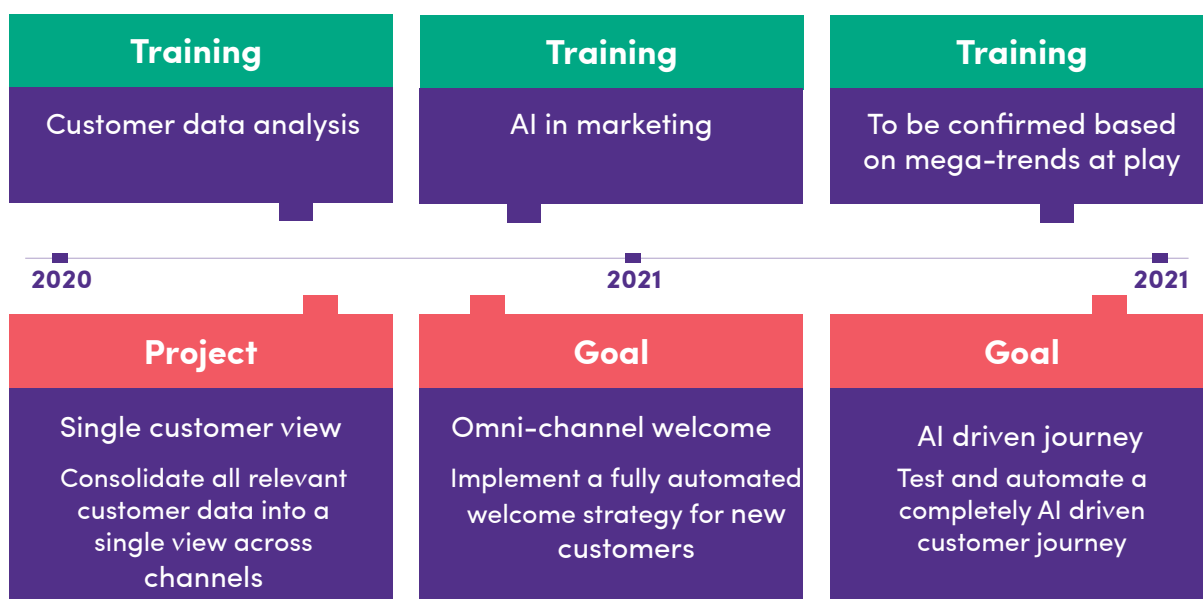 Training
Customer data analysis
Training
AI in marketing
Training
To be confirmed based
on mega-trends at play
2020
2021
2021
Project
Single customer view
Consolidate all relevant
customer data into a
single view across
channels
Goal
Omni-channel welcome
Implement a fully automated
welcome strategy for new
customers
Goal
AI driven journey
Test and automate a
completely AI driven
customer journey